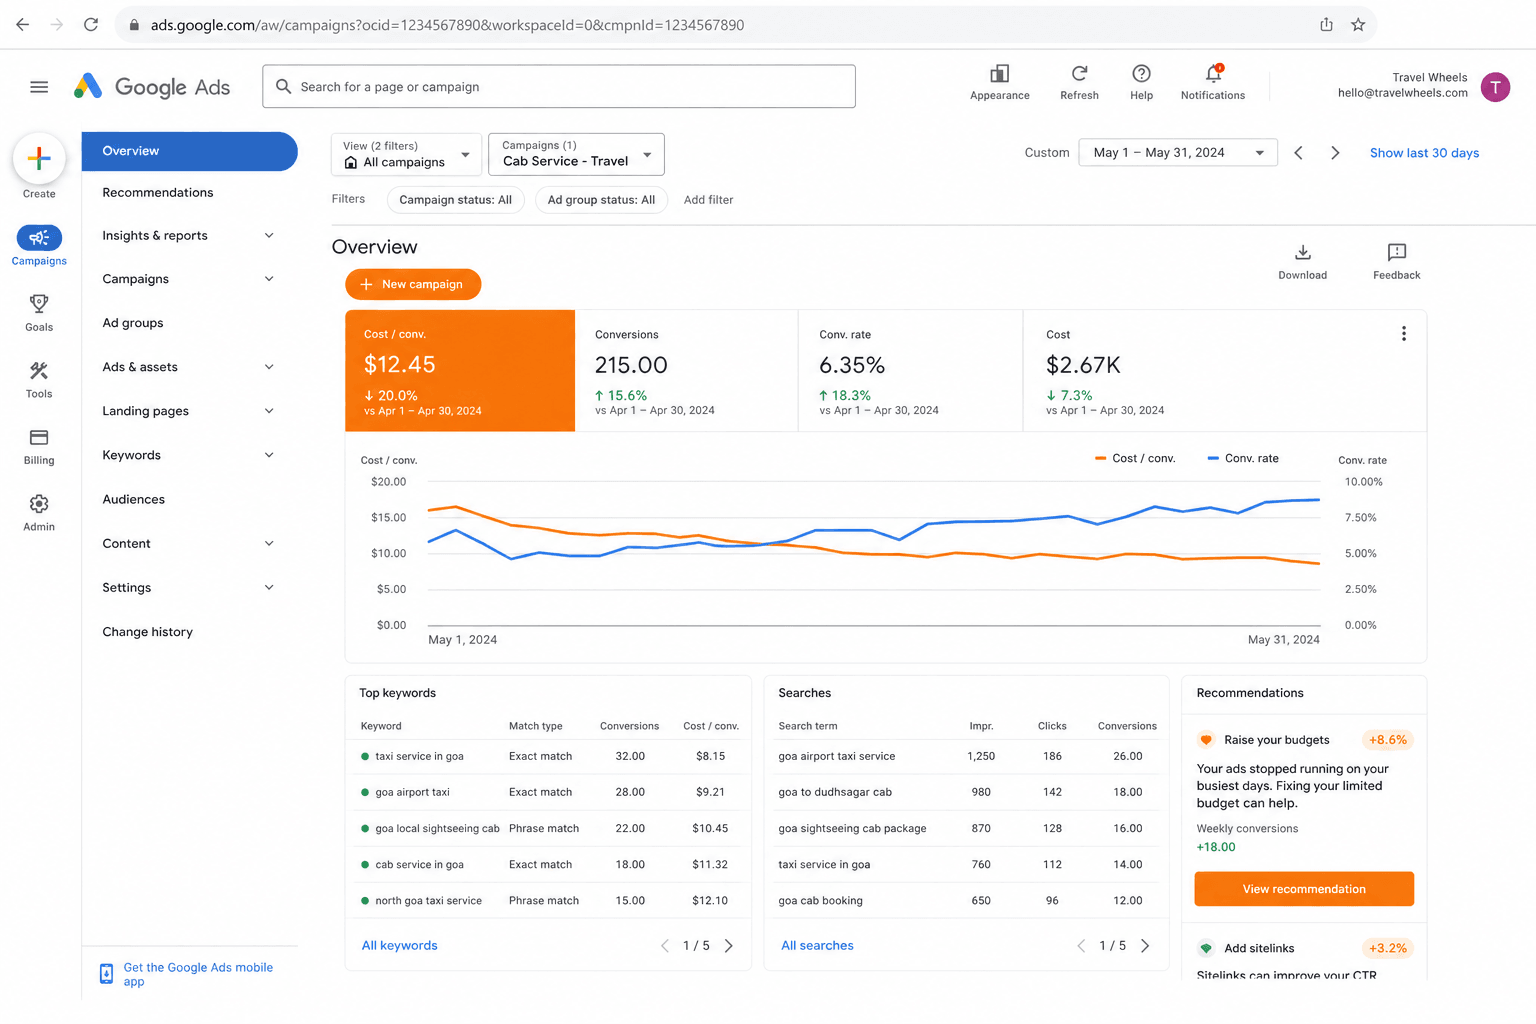 ads.google.com/aw/campaigns?ocid=1234567890&workspaceId=0&cmpnId=1234567890
Google Ads
Search for a page or campaign
Appearance
Refresh
Help
Notifications
Travel Wheels
hello@travelwheels.com
T
Create
Campaigns
Goals
Tools
Billing
Admin
Overview
Recommendations
Insights & reports
Campaigns
Ad groups
Ads & assets
Landing pages
Keywords
Audiences
Content
Settings
Change history
Get the Google Ads mobile
app
View (2 filters)
All campaigns
Campaigns (1)
Cab Service - Travel
Custom
May 1 – May 31, 2024
Show last 30 days
Filters
Campaign status: All
Ad group status: All
Add filter
Overview
New campaign
Download
Feedback
Cost / conv.
$12.45
↓ 20.0%
vs Apr 1 – Apr 30, 2024
Conversions
215.00
↑ 15.6%
vs Apr 1 – Apr 30, 2024
Conv. rate
6.35%
↑ 18.3%
vs Apr 1 – Apr 30, 2024
Cost
$2.67K
↓ 7.3%
vs Apr 1 – Apr 30, 2024
Cost / conv.
Cost / conv.
Conv. rate
Conv. rate
$20.00
$15.00
$10.00
$5.00
$0.00
10.00%
7.50%
5.00%
2.50%
0.00%
May 1, 2024
May 31, 2024
Top keywords
Keyword Match type Conversions Cost / conv.
taxi service in goa Exact match 32.00 $8.15
goa airport taxi Exact match 28.00 $9.21
goa local sightseeing cab Phrase match 22.00 $10.45
cab service in goa Exact match 18.00 $11.32
north goa taxi service Phrase match 15.00 $12.10
All keywords
1 / 5
Searches
Search term Impr. Clicks Conversions
goa airport taxi service 1,250 186 26.00
goa to dudhsagar cab 980 142 18.00
goa sightseeing cab package 870 128 16.00
taxi service in goa 760 112 14.00
goa cab booking 650 96 12.00
All searches
1 / 5
Recommendations
Raise your budgets
+8.6%
Your ads stopped running on your
busiest days. Fixing your limited
budget can help.
Weekly conversions
+18.00
View recommendation
Add sitelinks
+3.2%
Sitelinks can improve your CTR